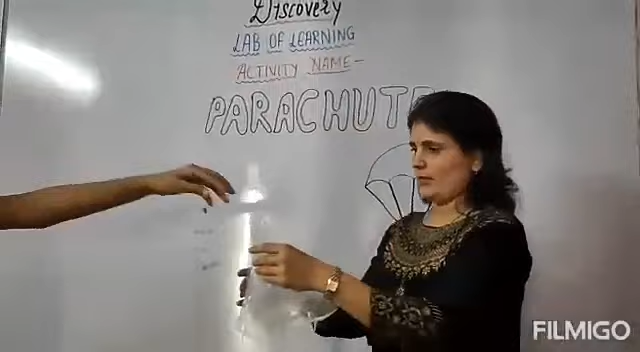 Discovery
LAB OF LEARNING
ACTIVITY NAME-
PARACHUTE
FILMIGO